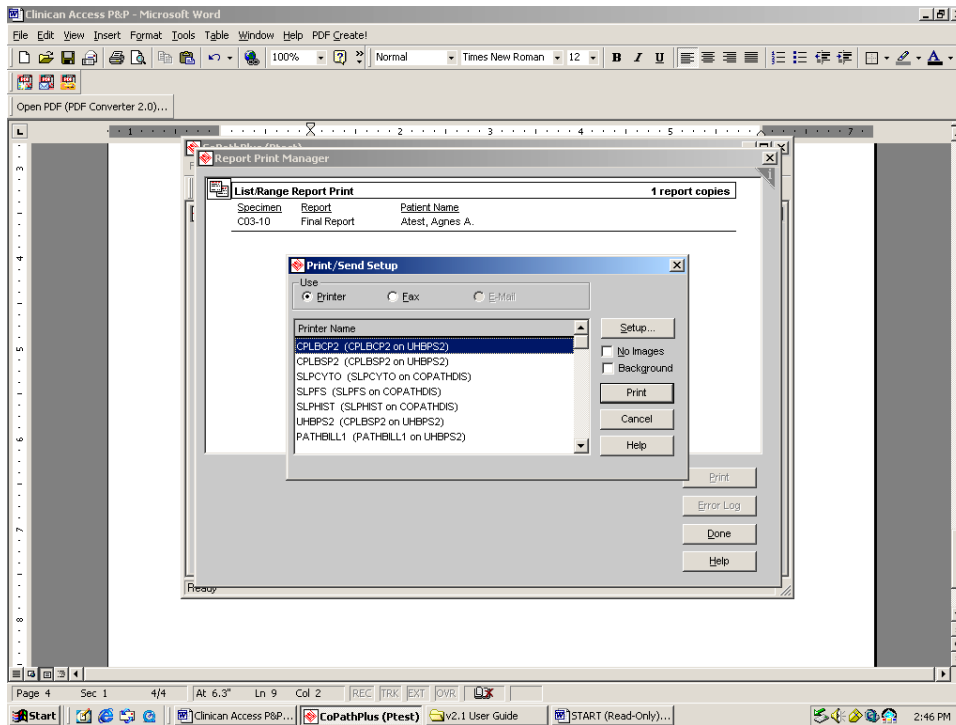 Clinican Access P&P - Microsoft Word
File Edit View Insert Format Tools Table Window Help PDF Create!
100% Normal Times New Roman 12 B I U
Open PDF (PDF Converter 2.0)...
1 2 3 4 5 7
Report Print Manager
List/Range Report Print 1 report copies
Specimen Report Patient Name
C03-10 Final Report Atest, Agnes A.
Print/Send Setup
Use
Printer Fax E-Mail
Printer Name
CPLBCP2 (CPLBCP2 on UHBPS2)
CPLBSP2 (CPLBSP2 on UHBPS2)
SLPCYTO (SLPCYTO on COPATHDIS)
SLPFS (SLPFS on COPATHDIS)
SLPHIST (SLPHIST on COPATHDIS)
UHBPS2 (CPLBSP2 on UHBPS2)
PATHBILL1 (PATHBILL1 on UHBPS2)
Setup...
No Images
Background
Print
Cancel
Help
Print
Error Log
Done
Help
Ready
Page 4 Sec 1 4/4 At 6.3" Ln 9 Col 2 REC TRK EXT OVR
Start Clinican Access P&P... CoPathPlus (Ptest) v2.1 User Guide START (Read-Only)... 2:46 PM